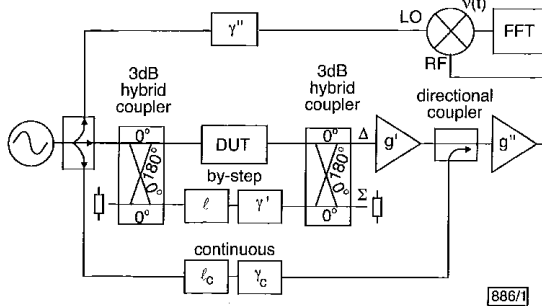 ν(t)
LO
γ''
FFT
RF
3dB
hybrid
coupler
3dB
hybrid
coupler
directional
coupler
0°
180°
0°
0°
DUT
0°
180°
0°
0°
Δ
g'
g''
by-step
ℓ
γ'
Σ
continuous
ℓc
γc
886/1